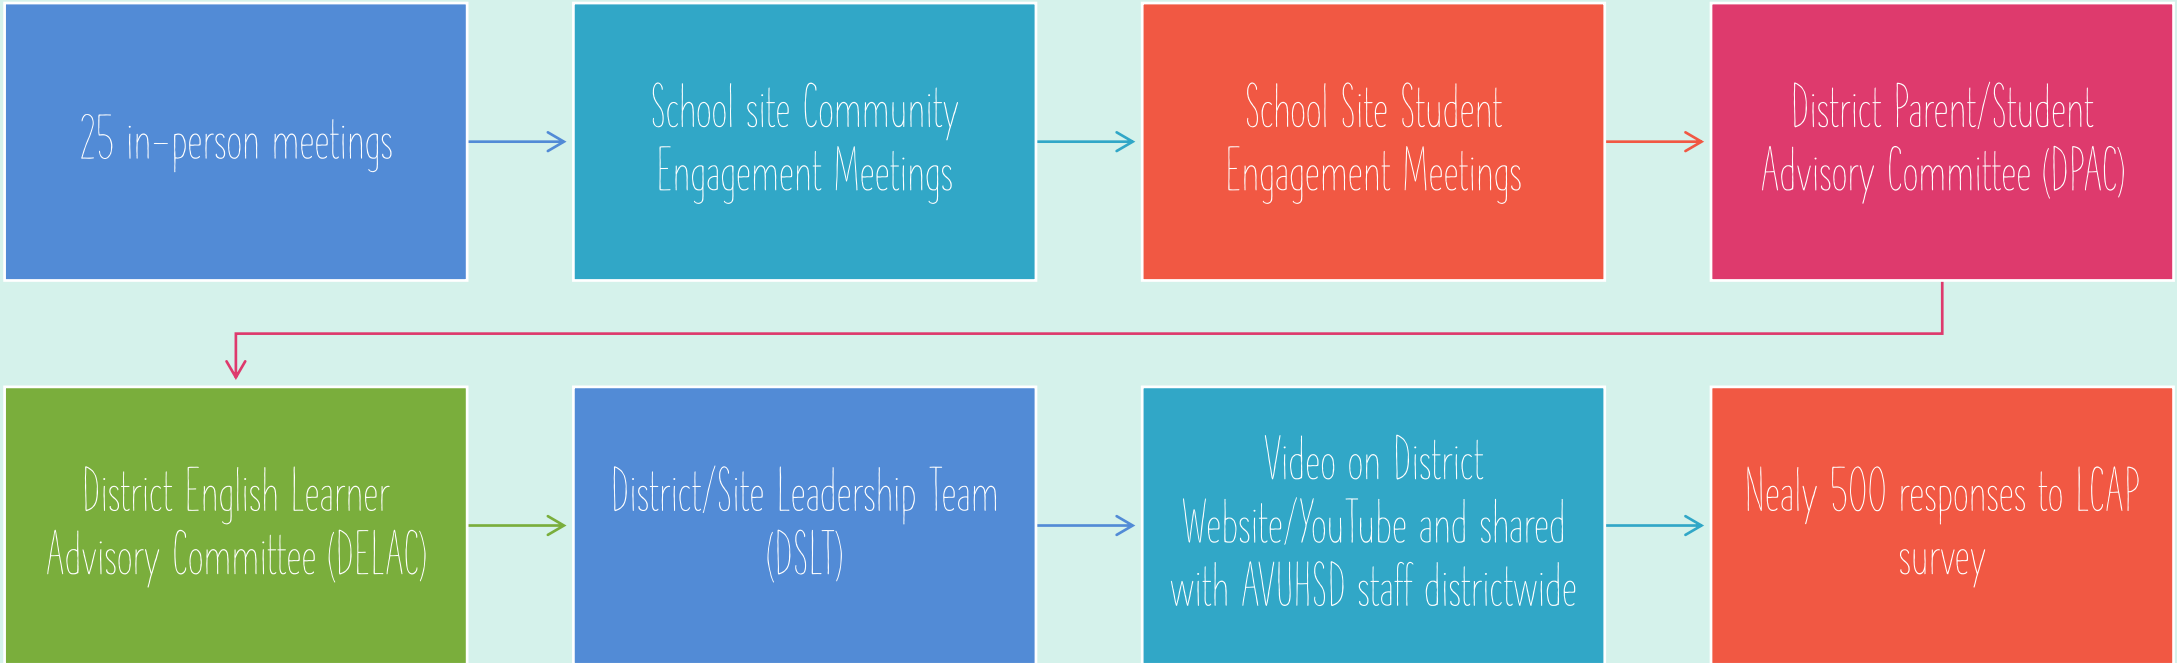 25 in-person meetings
School site Community
Engagement Meetings
School Site Student
Engagement Meetings
District Parent/Student
Advisory Committee (DPAC)
District English Learner
Advisory Committee (DELAC)
District/Site Leadership Team
(DSLT)
Video on District
Website/YouTube and shared
with AVUHSD staff districtwide
Nealy 500 responses to LCAP
survey